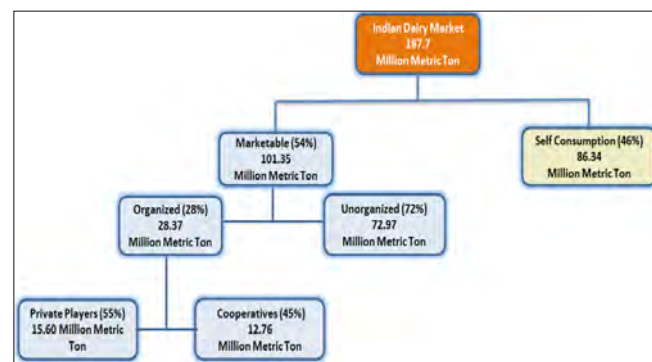 Indian Dairy Market
187.7
Million Metric Ton
Marketable (54%)
101.35
Million Metric Ton
Self Consumption (46%)
86.34
Million Metric Ton
Organized (28%)
28.37
Million Metric Ton
Unorganized (72%)
72.97
Million Metric Ton
Private Players (55%)
15.60 Million Metric
Ton
Cooperatives (45%)
12.76
Million Metric Ton